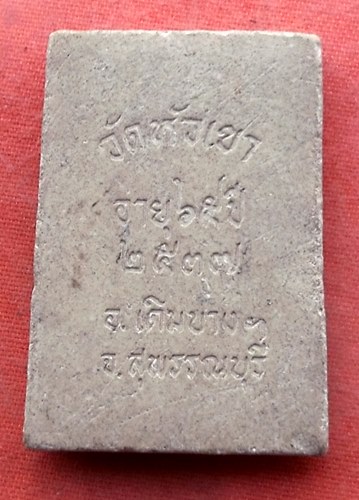 วัดหัวเขา
อายุ๖๕ปี
๒๕๓๗
อ.เดิมบางฯ
จ.สุพรรณบุรี